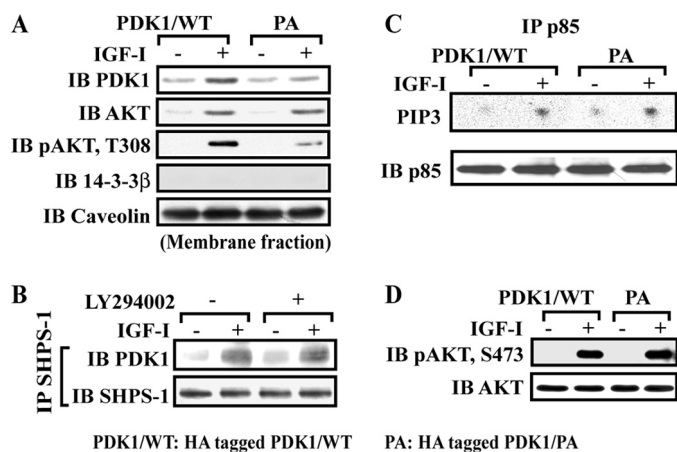 A
PDK1/WT PA
IGF-I - + - +
IB PDK1
IB AKT
IB pAKT, T308
IB 14-3-3β
IB Caveolin
(Membrane fraction)
C
IP p85
PDK1/WT PA
IGF-I - + - +
PIP3
IB p85
B
LY294002 - +
IGF-I - + - +
IP SHPS-1
IB PDK1
IB SHPS-1
D
PDK1/WT PA
IGF-I - + - +
IB pAKT, S473
IB AKT
PDK1/WT: HA tagged PDK1/WT PA: HA tagged PDK1/PA